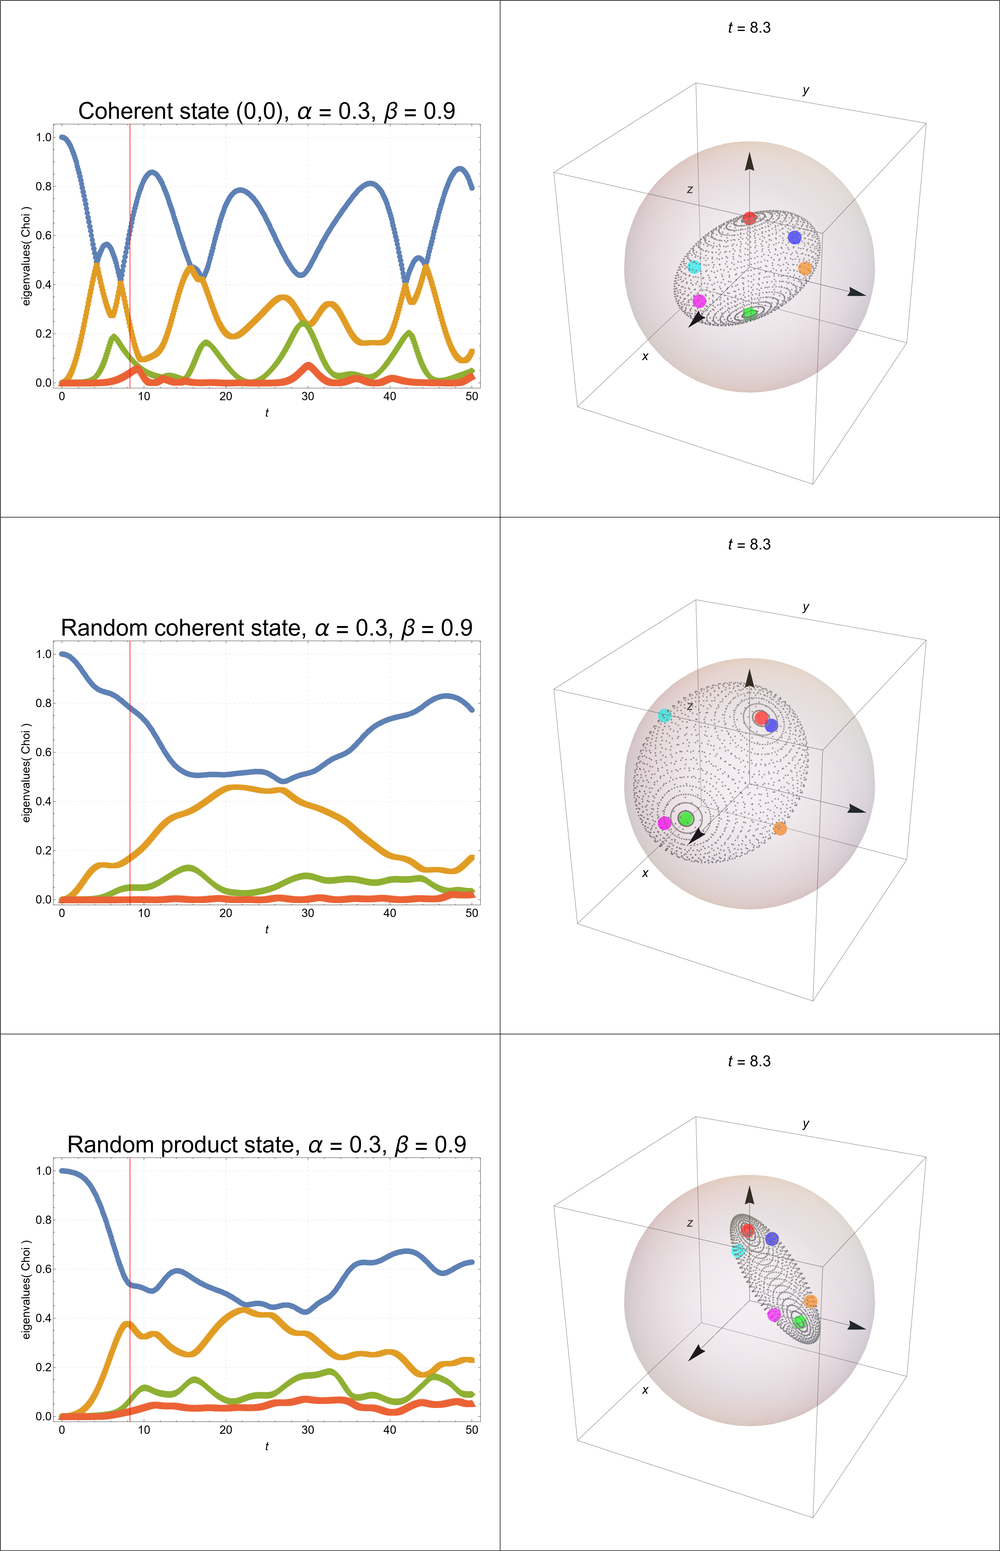 Coherent state (0,0), α = 0.3, β = 0.9
eigenvalues( Choi )
1.0
0.8
0.6
0.4
0.2
0.0
0 10 20 30 40 50
t
t = 8.3
y
z
x
Random coherent state, α = 0.3, β = 0.9
eigenvalues( Choi )
1.0
0.8
0.6
0.4
0.2
0.0
0 10 20 30 40 50
t
t = 8.3
y
z
x
Random product state, α = 0.3, β = 0.9
eigenvalues( Choi )
1.0
0.8
0.6
0.4
0.2
0.0
0 10 20 30 40 50
t
t = 8.3
y
z
x